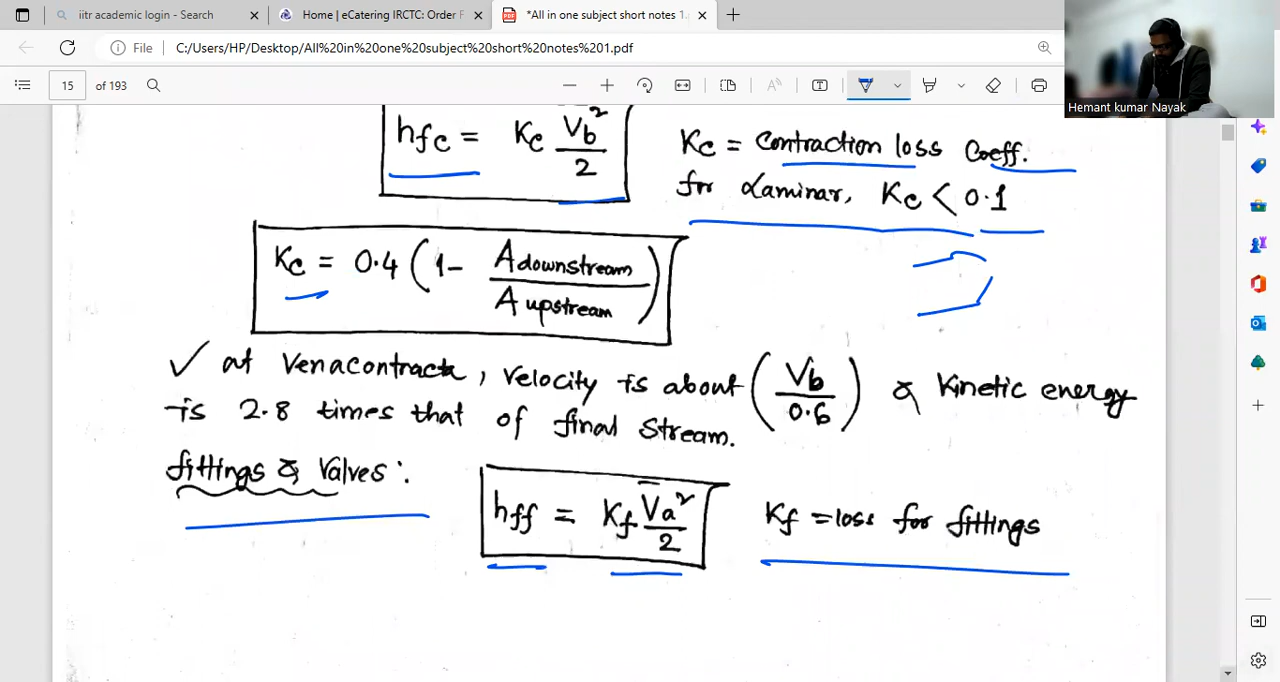 iitr academic login - Search
Home | eCatering IRCTC: Order F
*All in one subject short notes 1.p
File
C:/Users/HP/Desktop/All%20in%20one%20subject%20short%20notes%201.pdf
15 of 193
Hemant kumar Nayak
hfc = Kc Vb²/2
Kc = Contraction loss Coeff.
for Laminar, Kc < 0.1
Kc = 0.4 (1- A downstream / A upstream)
✓ at Venacontracta, velocity is about (Vb/0.6) & Kinetic energy
is 2.8 times that of final Stream.
fittings & Valves:
hff = Kf V̅a²/2
Kf = loss for fittings